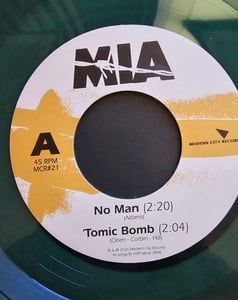 MIA
MODERN CITY RECORDS
A
45 RPM
MCR#21
No Man (2:20)
(Adams)
'Tomic Bomb (2:04)
(Olsen - Corbin - Hill)